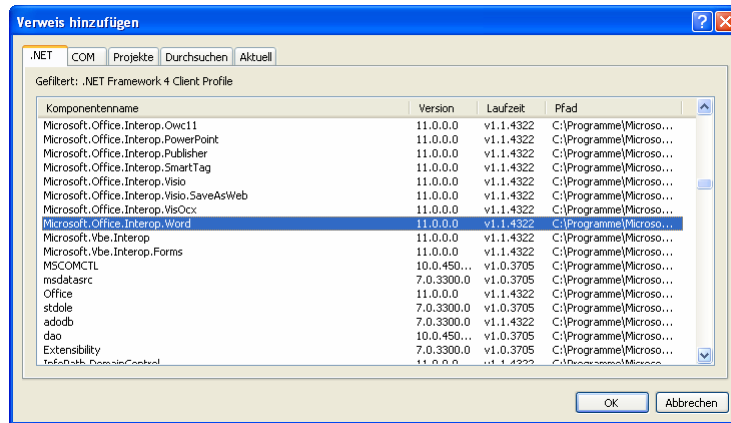 Verweis hinzufügen
.NET COM Projekte Durchsuchen Aktuell
Gefiltert: .NET Framework 4 Client Profile
Komponentenname Version Laufzeit Pfad
Microsoft.Office.Interop.Owc11 11.0.0.0 v1.1.4322 C:\Programme\Microso...
Microsoft.Office.Interop.PowerPoint 11.0.0.0 v1.1.4322 C:\Programme\Microso...
Microsoft.Office.Interop.Publisher 11.0.0.0 v1.1.4322 C:\Programme\Microso...
Microsoft.Office.Interop.SmartTag 11.0.0.0 v1.1.4322 C:\Programme\Microso...
Microsoft.Office.Interop.Visio 11.0.0.0 v1.1.4322 C:\Programme\Microso...
Microsoft.Office.Interop.Visio.SaveAsWeb 11.0.0.0 v1.1.4322 C:\Programme\Microso...
Microsoft.Office.Interop.VisOcx 11.0.0.0 v1.1.4322 C:\Programme\Microso...
Microsoft.Office.Interop.Word 11.0.0.0 v1.1.4322 C:\Programme\Microso...
Microsoft.Vbe.Interop 11.0.0.0 v1.1.4322 C:\Programme\Microso...
Microsoft.Vbe.Interop.Forms 11.0.0.0 v1.1.4322 C:\Programme\Microso...
MSCOMCTL 10.0.450... v1.0.3705 C:\Programme\Microso...
msdatasrc 7.0.3300.0 v1.0.3705 C:\Programme\Microso...
Office 11.0.0.0 v1.1.4322 C:\Programme\Microso...
stdole 7.0.3300.0 v1.0.3705 C:\Programme\Microso...
adodb 7.0.3300.0 v1.1.4322 C:\Programme\Microso...
dao 10.0.450... v1.0.3705 C:\Programme\Microso...
Extensibility 7.0.3300.0 v1.0.3705 C:\Programme\Microso...
InfoPath.DomainControl 11.0.0.0 v1.1.4322 C:\Programme\Microso...
OK Abbrechen